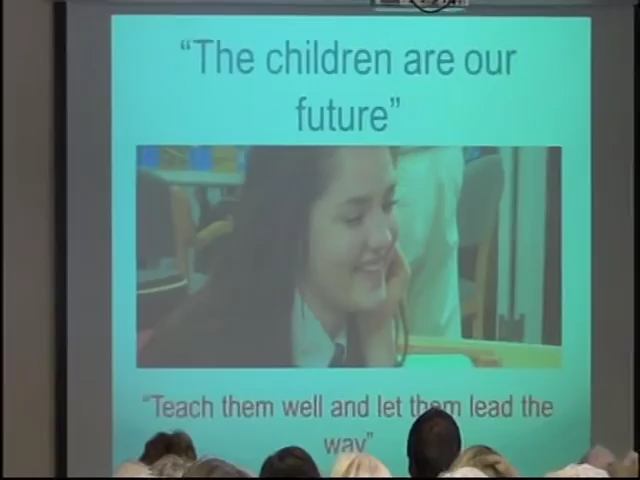 “The children are our
future”
“Teach them well and let them lead the
way”